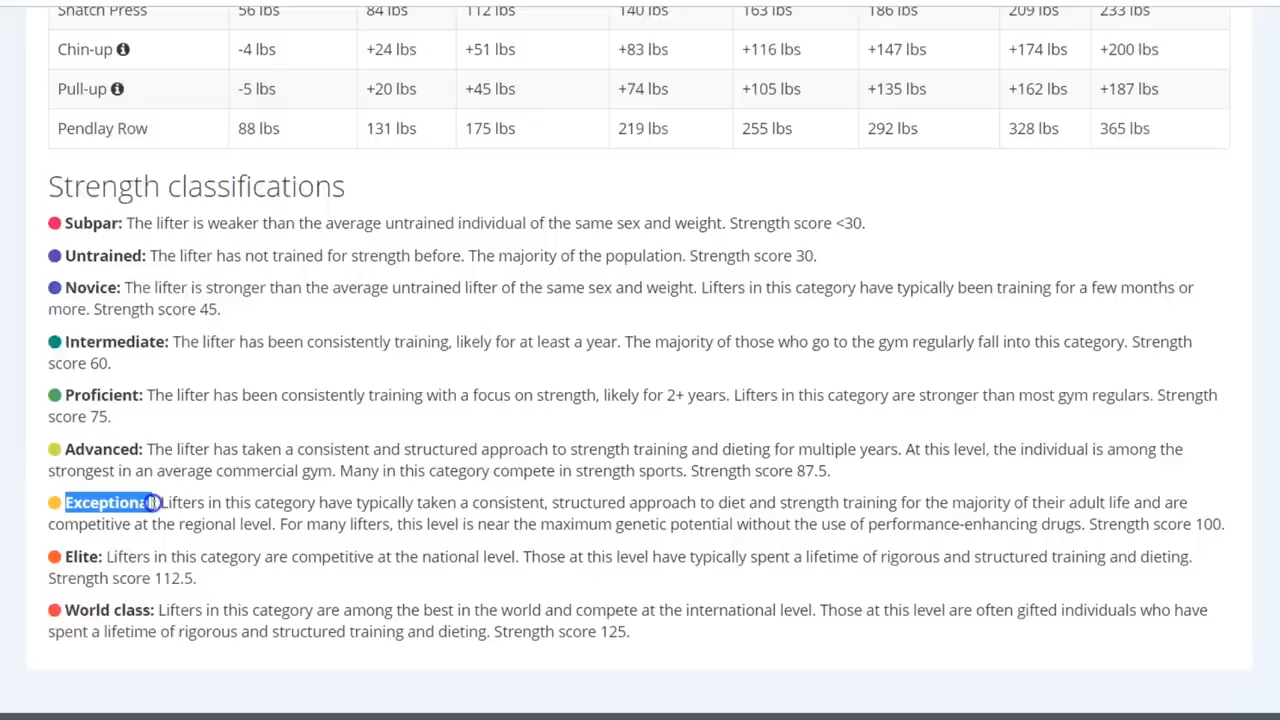 Snatch Press 56 lbs 84 lbs 112 lbs 140 lbs 163 lbs 186 lbs 209 lbs 233 lbs
Chin-up -4 lbs +24 lbs +51 lbs +83 lbs +116 lbs +147 lbs +174 lbs +200 lbs
Pull-up -5 lbs +20 lbs +45 lbs +74 lbs +105 lbs +135 lbs +162 lbs +187 lbs
Pendlay Row 88 lbs 131 lbs 175 lbs 219 lbs 255 lbs 292 lbs 328 lbs 365 lbs
Strength classifications
Subpar: The lifter is weaker than the average untrained individual of the same sex and weight. Strength score <30.
Untrained: The lifter has not trained for strength before. The majority of the population. Strength score 30.
Novice: The lifter is stronger than the average untrained lifter of the same sex and weight. Lifters in this category have typically been training for a few months or
more. Strength score 45.
Intermediate: The lifter has been consistently training, likely for at least a year. The majority of those who go to the gym regularly fall into this category. Strength
score 60.
Proficient: The lifter has been consistently training with a focus on strength, likely for 2+ years. Lifters in this category are stronger than most gym regulars. Strength
score 75.
Advanced: The lifter has taken a consistent and structured approach to strength training and dieting for multiple years. At this level, the individual is among the
strongest in an average commercial gym. Many in this category compete in strength sports. Strength score 87.5.
Exceptional: Lifters in this category have typically taken a consistent, structured approach to diet and strength training for the majority of their adult life and are
competitive at the regional level. For many lifters, this level is near the maximum genetic potential without the use of performance-enhancing drugs. Strength score 100.
Elite: Lifters in this category are competitive at the national level. Those at this level have typically spent a lifetime of rigorous and structured training and dieting.
Strength score 112.5.
World class: Lifters in this category are among the best in the world and compete at the international level. Those at this level are often gifted individuals who have
spent a lifetime of rigorous and structured training and dieting. Strength score 125.